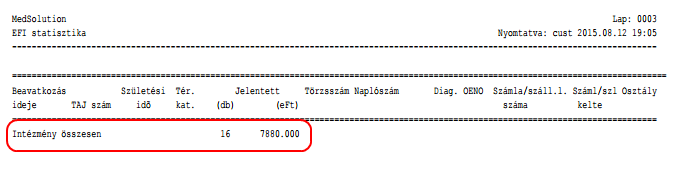 MedSolution Lap: 0003
EFI statisztika Nyomtatva: cust 2015.08.12 19:05
Beavatkozás Születési Tér. Jelentett Törzsszám Naplószám Diag. OENO Számla/száll.l. Száml/szl Osztály
ideje TAJ szám idő kat. (db) (eFt) száma kelte
Intézmény összesen 16 7880.000